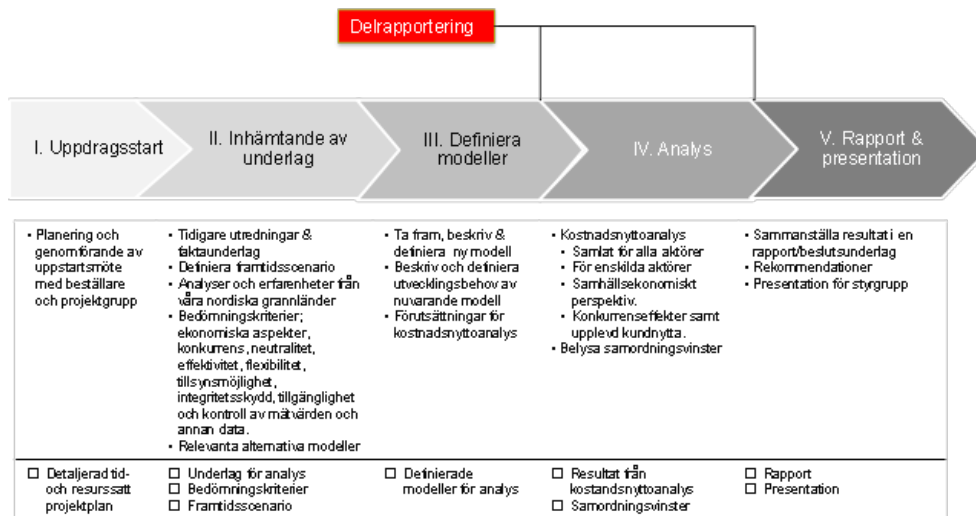 Delrapportering
I. Uppdragsstart
II. Inhämtande av
underlag
III. Definiera
modeller
IV. Analys
V. Rapport &
presentation
• Planering och
genomförande av
uppstartsmöte
med beställare
och projektgrupp
• Tidigare utredningar &
faktaunderlag
• Definiera framtidsscenario
• Analyser och erfarenheter från
våra nordiska grannländer
• Bedömningskriterier;
ekonomiska aspekter,
konkurrens, neutralitet,
effektivitet, flexibilitet,
tillsynsmöjlighet,
integritetsskydd, tillgänglighet
och kontroll av mätvärden och
annan data.
• Relevanta alternativa modeller
• Ta fram, beskriv &
definiera ny modell
• Beskriv och definiera
utvecklingsbehov av
nuvarande modell
• Förutsättningar för
kostnadsnyttoanalys
• Kostnadsnyttoanalys
• Samlat för alla aktörer
• För enskilda aktörer
• Samhällsekonomiskt
perspektiv.
• Konkurrenseffekter samt
upplevd kundnytta.
• Belysa samordningsvinster
• Sammanställa resultat i en
rapport/beslutsunderlag
• Rekommendationer
• Presentation för styrgrupp
☐ Detaljerad tid-
och resurssatt
projektplan
☐ Underlag för analys
☐ Bedömningskriterier
☐ Framtidsscenario
☐ Definierade
modeller för analys
☐ Resultat från
kostandsnyttoanalys
☐ Samordningsvinster
☐ Rapport
☐ Presentation